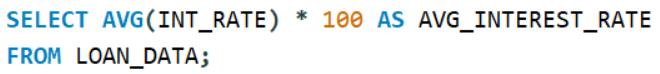 SELECT AVG(INT_RATE) * 100 AS AVG_INTEREST_RATE
FROM LOAN_DATA;